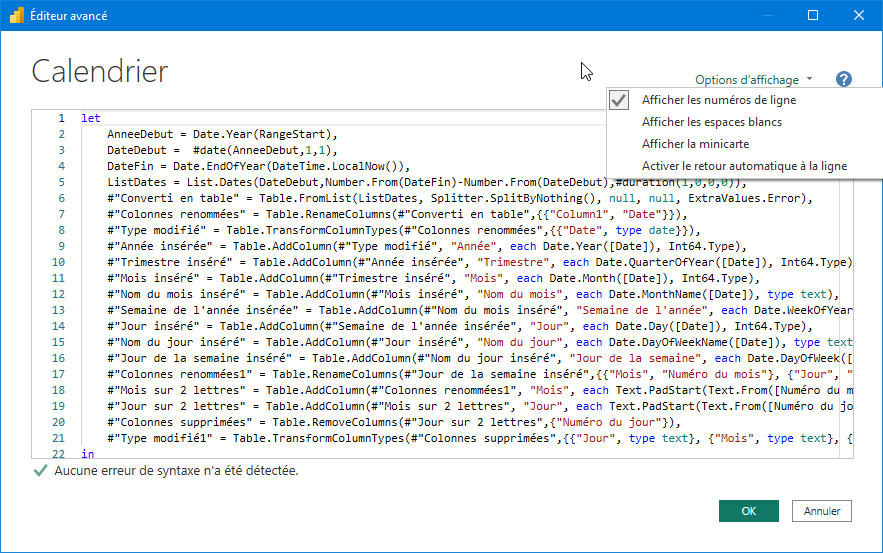 Éditeur avancé
Calendrier
Options d'affichage
?
Afficher les numéros de ligne
Afficher les espaces blancs
Afficher la minicarte
Activer le retour automatique à la ligne
1 let
2 AnneeDebut = Date.Year(RangeStart),
3 DateDebut =  #date(AnneeDebut,1,1),
4 DateFin = Date.EndOfYear(DateTime.LocalNow()),
5 ListDates = List.Dates(DateDebut,Number.From(DateFin)-Number.From(DateDebut),#duration(1,0,0,0)),
6 #"Converti en table" = Table.FromList(ListDates, Splitter.SplitByNothing(), null, null, ExtraValues.Error),
7 #"Colonnes renommées" = Table.RenameColumns(#"Converti en table",{{"Column1", "Date"}}),
8 #"Type modifié" = Table.TransformColumnTypes(#"Colonnes renommées",{{"Date", type date}}),
9 #"Année insérée" = Table.AddColumn(#"Type modifié", "Année", each Date.Year([Date]), Int64.Type),
10 #"Trimestre inséré" = Table.AddColumn(#"Année insérée", "Trimestre", each Date.QuarterOfYear([Date]), Int64.Type)
11 #"Mois inséré" = Table.AddColumn(#"Trimestre inséré", "Mois", each Date.Month([Date]), Int64.Type),
12 #"Nom du mois inséré" = Table.AddColumn(#"Mois inséré", "Nom du mois", each Date.MonthName([Date]), type text),
13 #"Semaine de l'année insérée" = Table.AddColumn(#"Nom du mois inséré", "Semaine de l'année", each Date.WeekOfYear
14 #"Jour inséré" = Table.AddColumn(#"Semaine de l'année insérée", "Jour", each Date.Day([Date]), Int64.Type),
15 #"Nom du jour inséré" = Table.AddColumn(#"Jour inséré", "Nom du jour", each Date.DayOfWeekName([Date]), type text
16 #"Jour de la semaine inséré" = Table.AddColumn(#"Nom du jour inséré", "Jour de la semaine", each Date.DayOfWeek([
17 #"Colonnes renommées1" = Table.RenameColumns(#"Jour de la semaine inséré",{{"Mois", "Numéro du mois"}, {"Jour", "
18 #"Mois sur 2 lettres" = Table.AddColumn(#"Colonnes renommées1", "Mois", each Text.PadStart(Text.From([Numéro du m
19 #"Jour sur 2 lettres" = Table.AddColumn(#"Mois sur 2 lettres", "Jour", each Text.PadStart(Text.From([Numéro du jo
20 #"Colonnes supprimées" = Table.RemoveColumns(#"Jour sur 2 lettres",{"Numéro du jour"}),
21 #"Type modifié1" = Table.TransformColumnTypes(#"Colonnes supprimées",{{"Jour", type text}, {"Mois", type text}, {
22 in
Aucune erreur de syntaxe n'a été détectée.
OK
Annuler